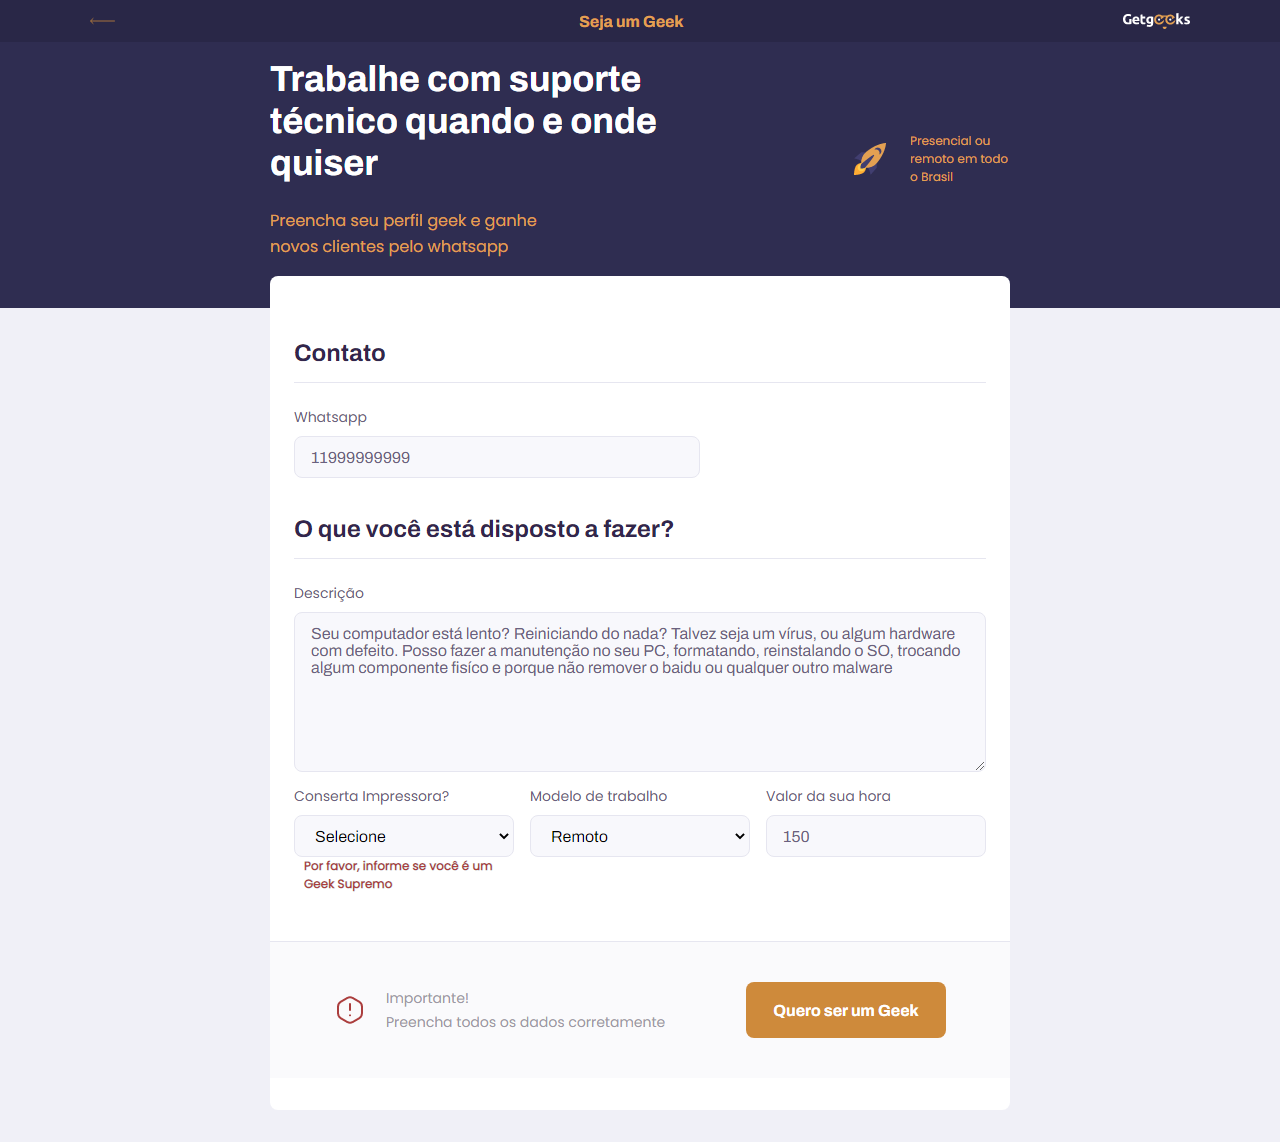 Seja um Geek
Getgeeks
Trabalhe com suporte
técnico quando e onde
quiser
Presencial ou
remoto em todo
o Brasil
Preencha seu perfil geek e ganhe
novos clientes pelo whatsapp
Contato
Whatsapp
11999999999
O que você está disposto a fazer?
Descrição
Seu computador está lento? Reiniciando do nada? Talvez seja um vírus, ou algum hardware
com defeito. Posso fazer a manutenção no seu PC, formatando, reinstalando o SO, trocando
algum componente fisíco e porque não remover o baidu ou qualquer outro malware
Conserta Impressora?
Modelo de trabalho
Valor da sua hora
Selecione
Remoto
150
Por favor, informe se você é um
Geek Supremo
Importante!
Preencha todos os dados corretamente
Quero ser um Geek